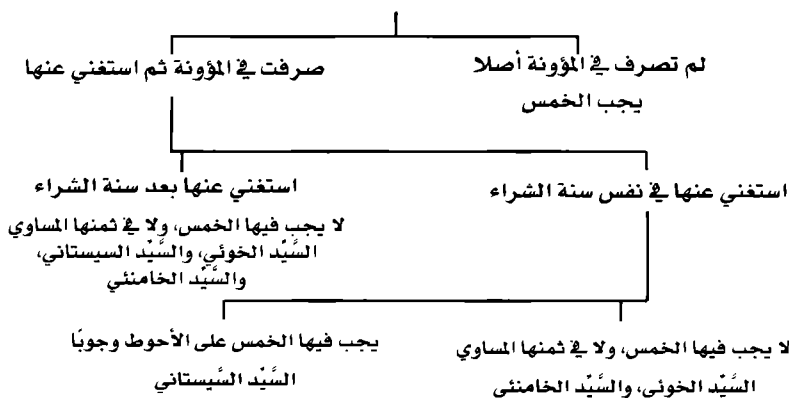 لم تصرف في المؤونة أصلا
يجب الخمس
صرفت في المؤونة ثم استغني عنها
استغني عنها في نفس سنة الشراء
استغني عنها بعد سنة الشراء
لا يجب فيها الخمس، ولا في ثمنها المساوي
السَّيِّد الخوئي، والسَّيِّد السيستاني،
والسَّيِّد الخامنئي
لا يجب فيها الخمس، ولا في ثمنها المساوي
السَّيِّد الخوئي، والسَّيِّد الخامنئي
يجب فيها الخمس على الأحوط وجوبًا
السَّيِّد السَّيستاني